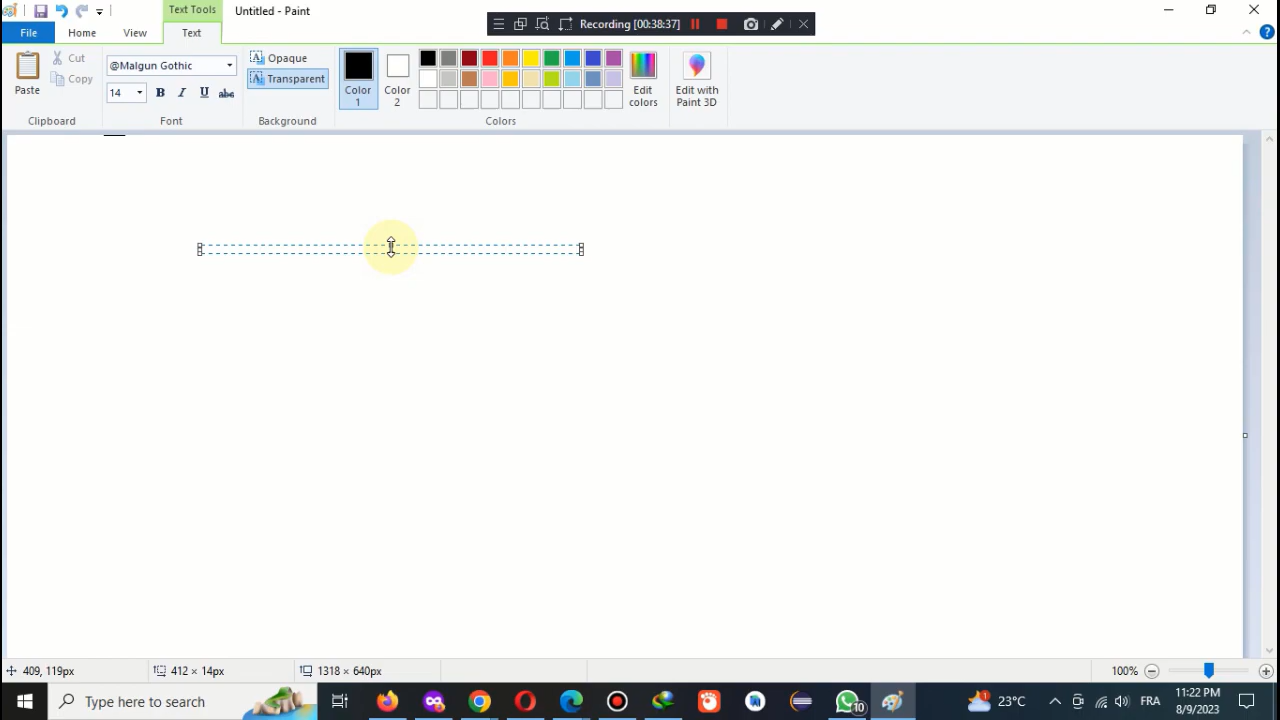 Text Tools
Untitled - Paint
Recording [00:38:37]
File
Home
View
Text
Paste
Cut
Copy
Clipboard
@Malgun Gothic
14
B
I
U
abc
Font
Opaque
Transparent
Background
Color 1
Color 2
Edit colors
Colors
Edit with Paint 3D
409, 119px
412 × 14px
1318 × 640px
100%
Type here to search
10
1
23°C
FRA
11:22 PM
8/9/2023